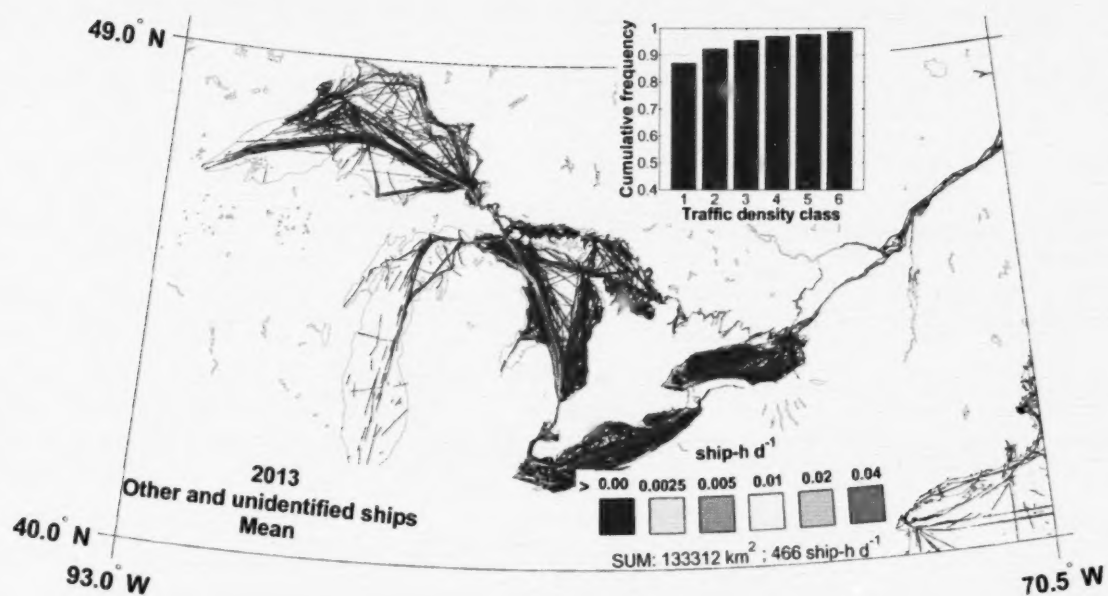 49.0° N
1
0.9
0.8
0.7
0.6
0.5
0.4
Cumulative frequency
1 2 3 4 5 6
Traffic density class
2013
Other and unidentified ships
Mean
ship-h d⁻¹
> 0.00 0.0025 0.005 0.01 0.02 0.04
SUM: 133312 km² ; 466 ship-h d⁻¹
40.0° N
93.0° W
70.5° W